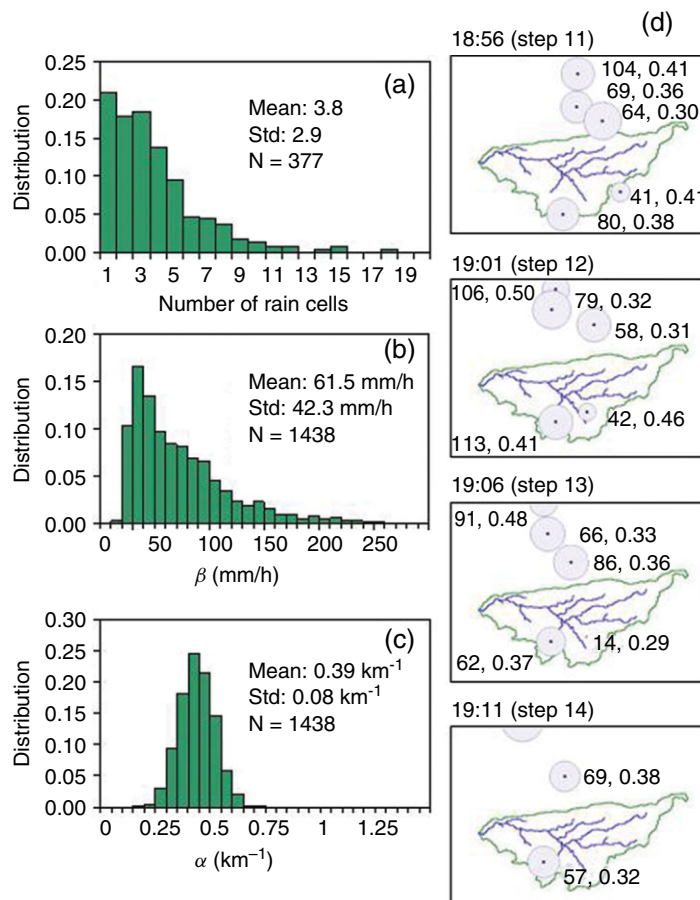 (a)
0.25
0.20
0.15
0.10
0.05
0.00
Distribution
Mean: 3.8
Std: 2.9
N = 377
1 3 5 7 9 11 13 15 17 19
Number of rain cells
(b)
0.20
0.15
0.10
0.05
0.00
Distribution
Mean: 61.5 mm/h
Std: 42.3 mm/h
N = 1438
0 50 100 150 200 250
β (mm/h)
(c)
0.30
0.25
0.20
0.15
0.10
0.05
0.00
Distribution
Mean: 0.39 km⁻¹
Std: 0.08 km⁻¹
N = 1438
0 0.25 0.5 0.75 1 1.25
α (km⁻¹)
(d)
18:56 (step 11)
104, 0.41
69, 0.36
64, 0.30
41, 0.41
80, 0.38
19:01 (step 12)
106, 0.50
79, 0.32
58, 0.31
42, 0.46
113, 0.41
19:06 (step 13)
91, 0.48
66, 0.33
86, 0.36
14, 0.29
62, 0.37
19:11 (step 14)
69, 0.38
57, 0.32